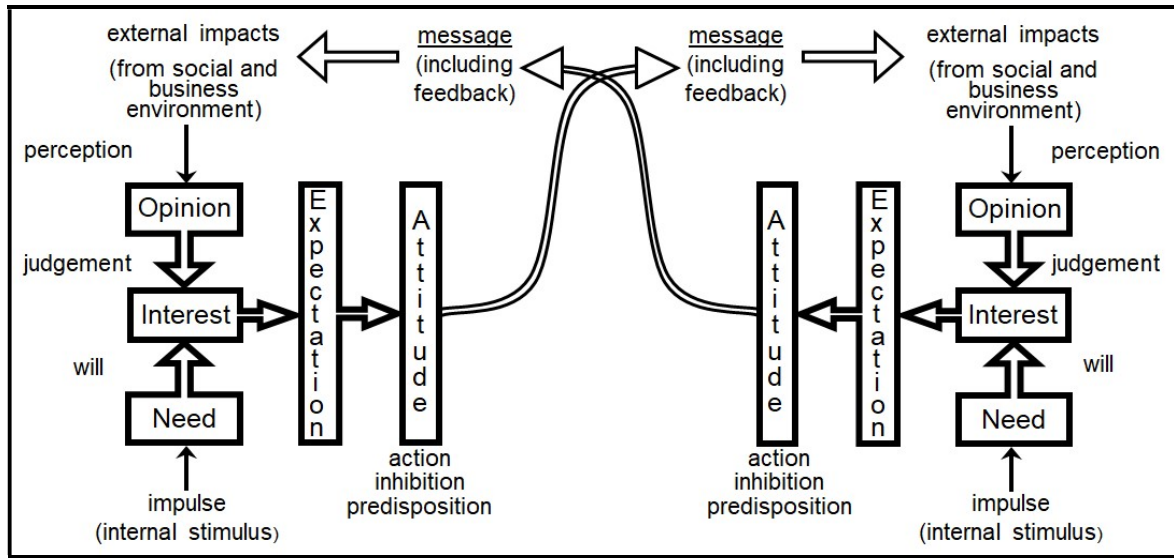 external impacts
(from social and
business
environment)
message
(including
feedback)
message
(including
feedback)
external impacts
(from social and
business
environment)
perception
Opinion
judgement
Interest
will
Need
impulse
(internal stimulus)
Expectation
Attitude
action
inhibition
predisposition
Attitude
action
inhibition
predisposition
Expectation
perception
Opinion
judgement
Interest
will
Need
impulse
(internal stimulus)